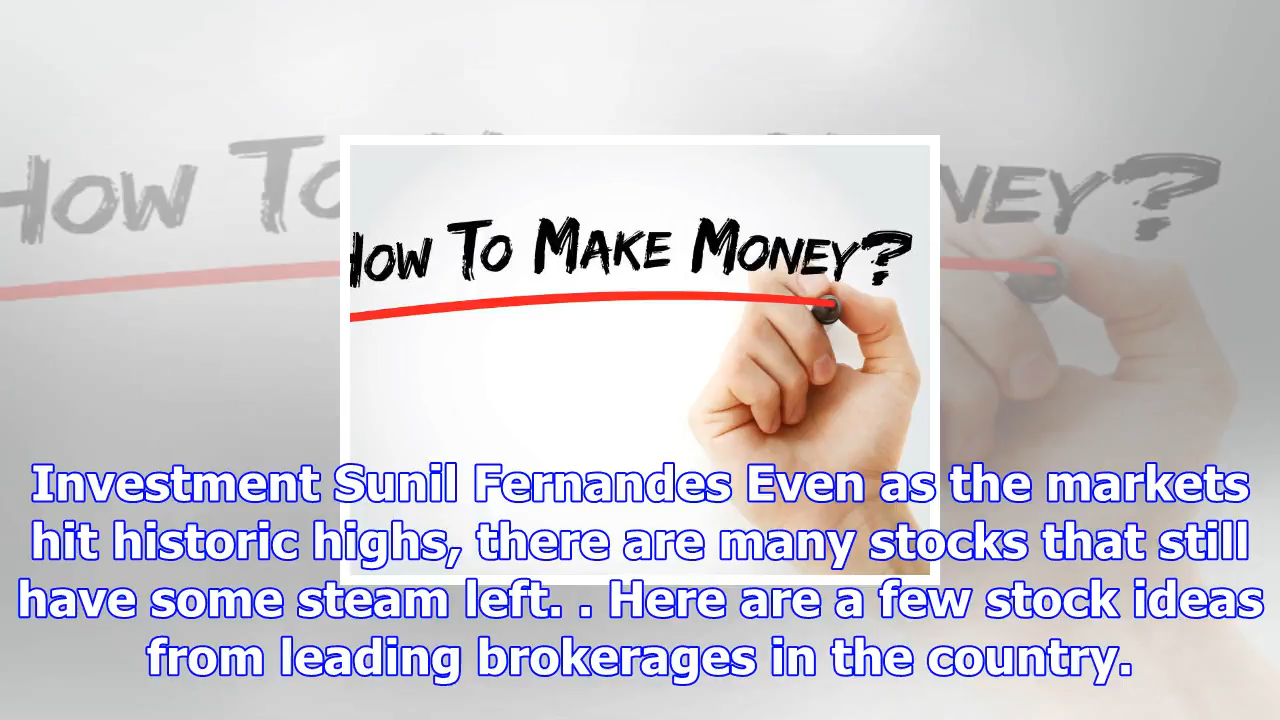 How To Make Money?
Investment Sunil Fernandes Even as the markets
hit historic highs, there are many stocks that still
have some steam left. . Here are a few stock ideas
from leading brokerages in the country.